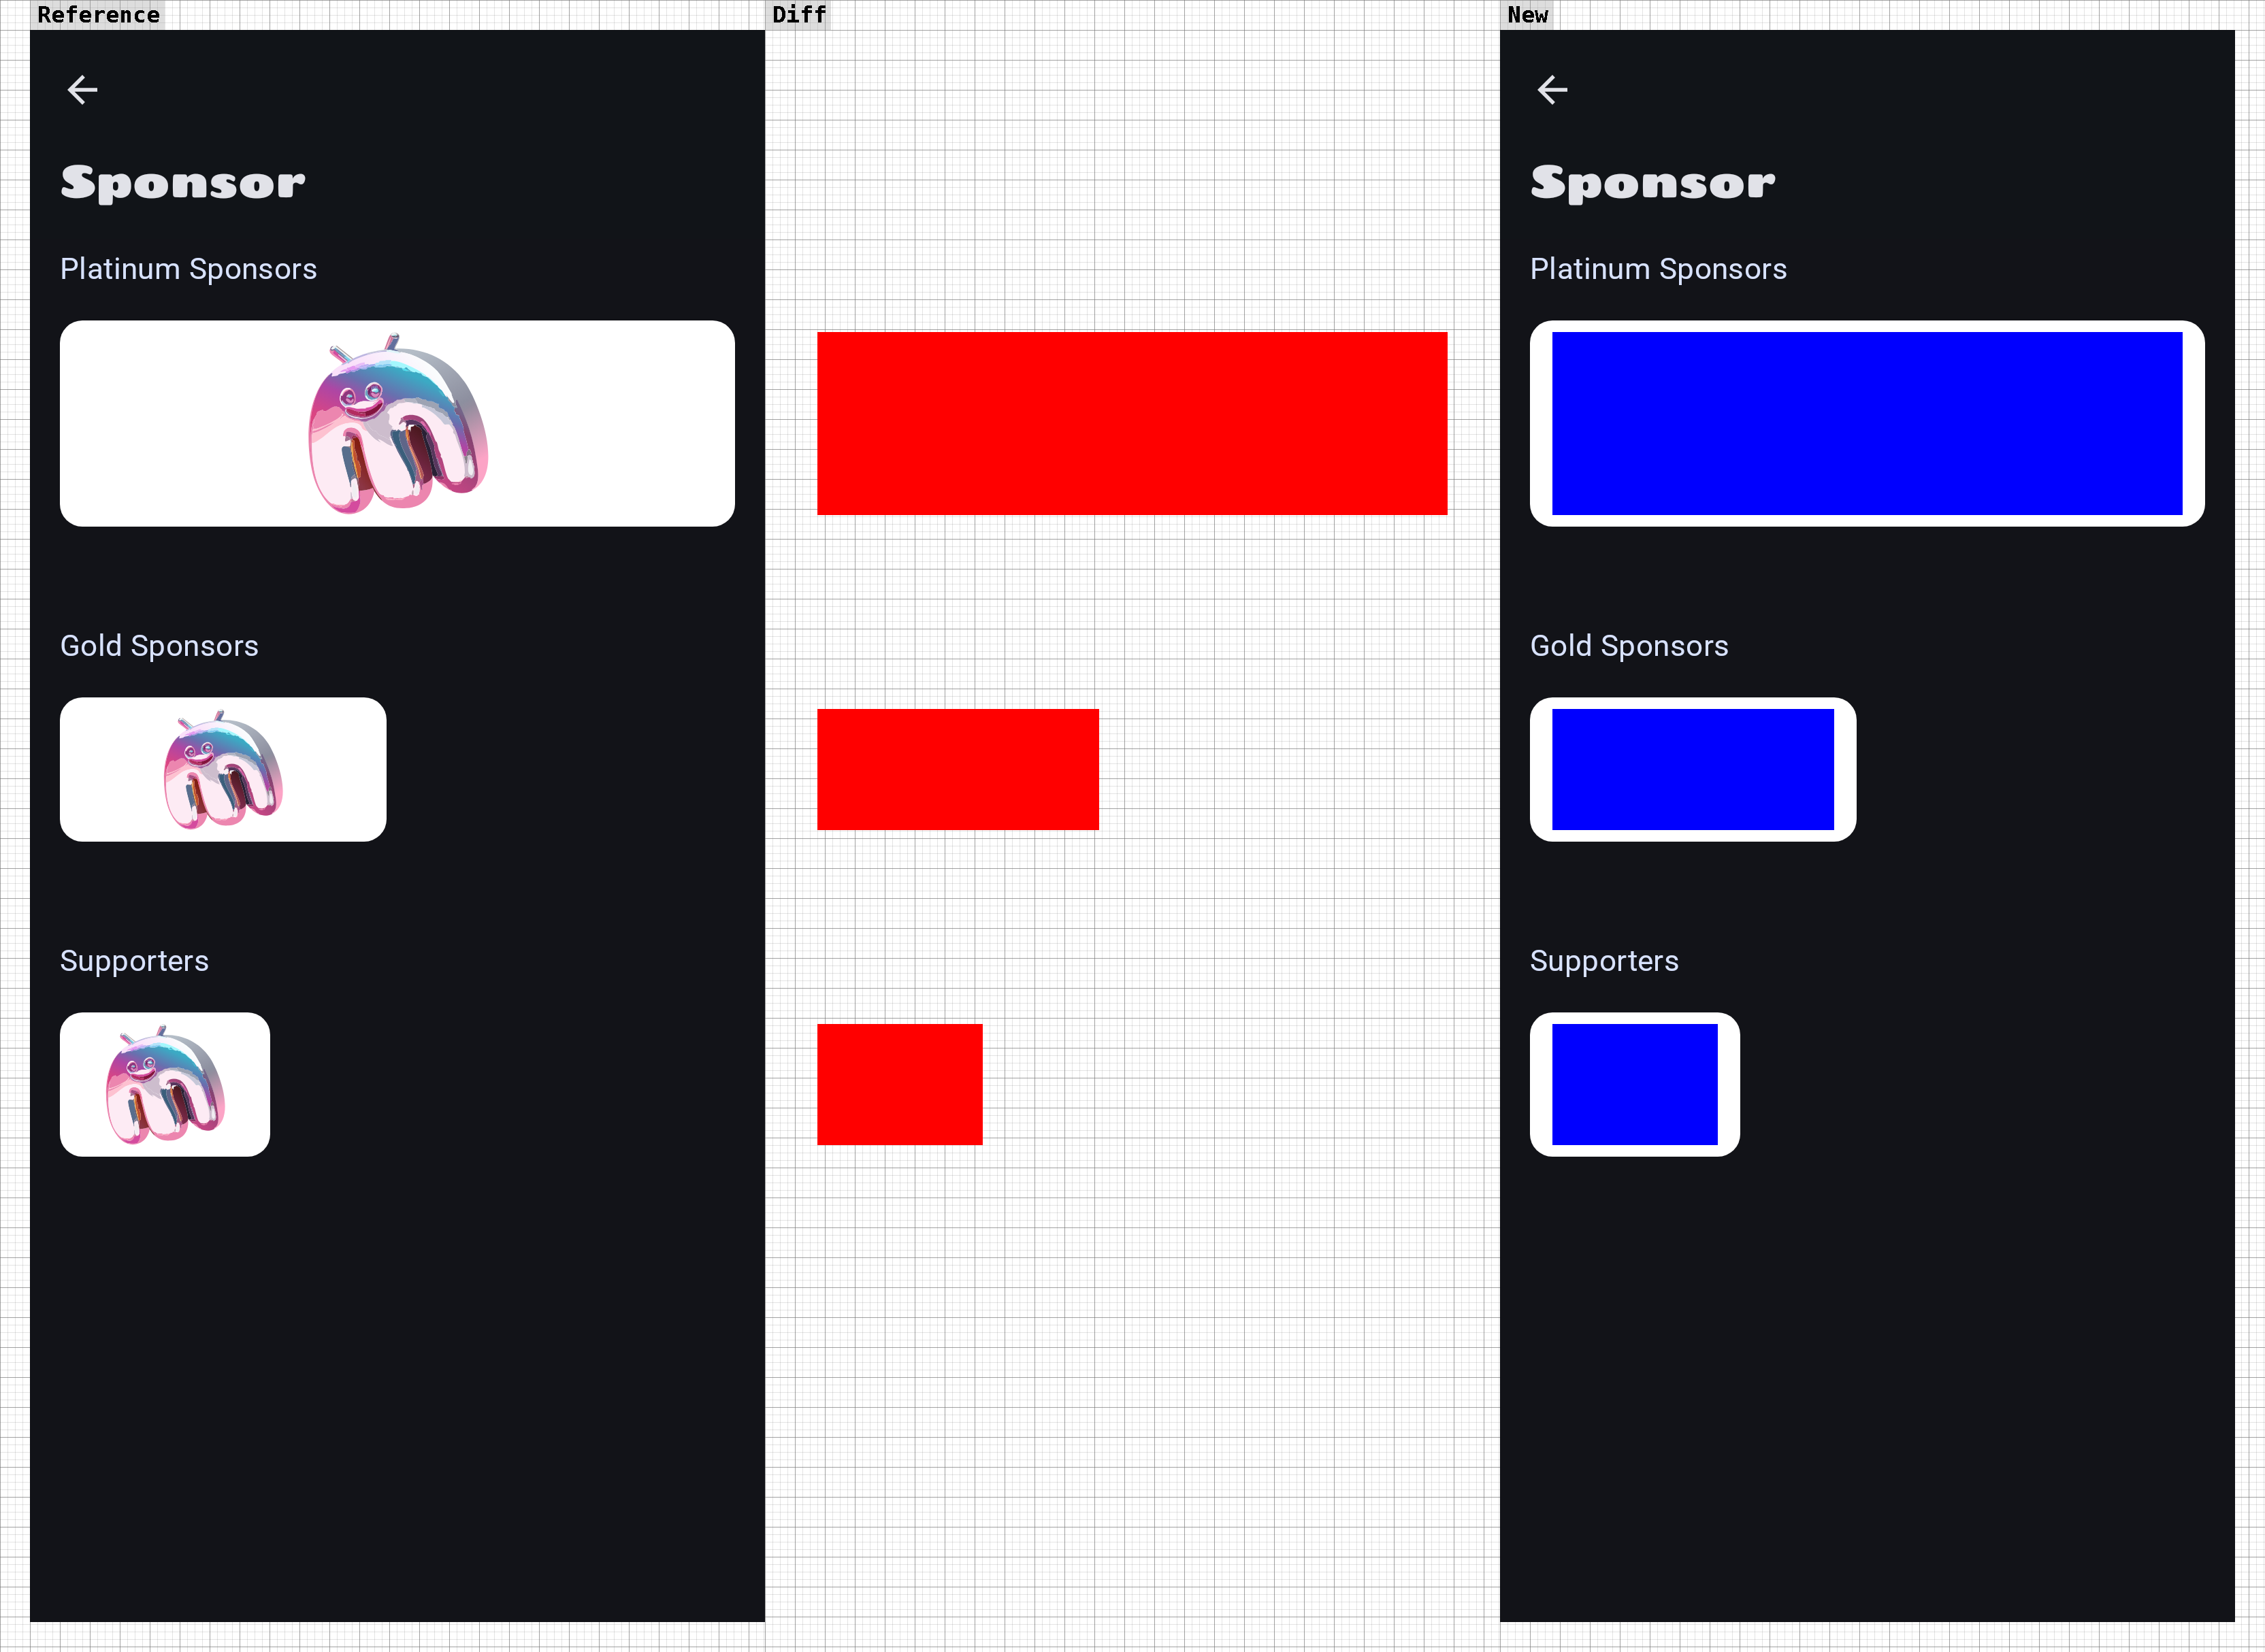 Reference
Diff
New
Sponsor
Platinum Sponsors
Gold Sponsors
Supporters
Sponsor
Platinum Sponsors
Gold Sponsors
Supporters